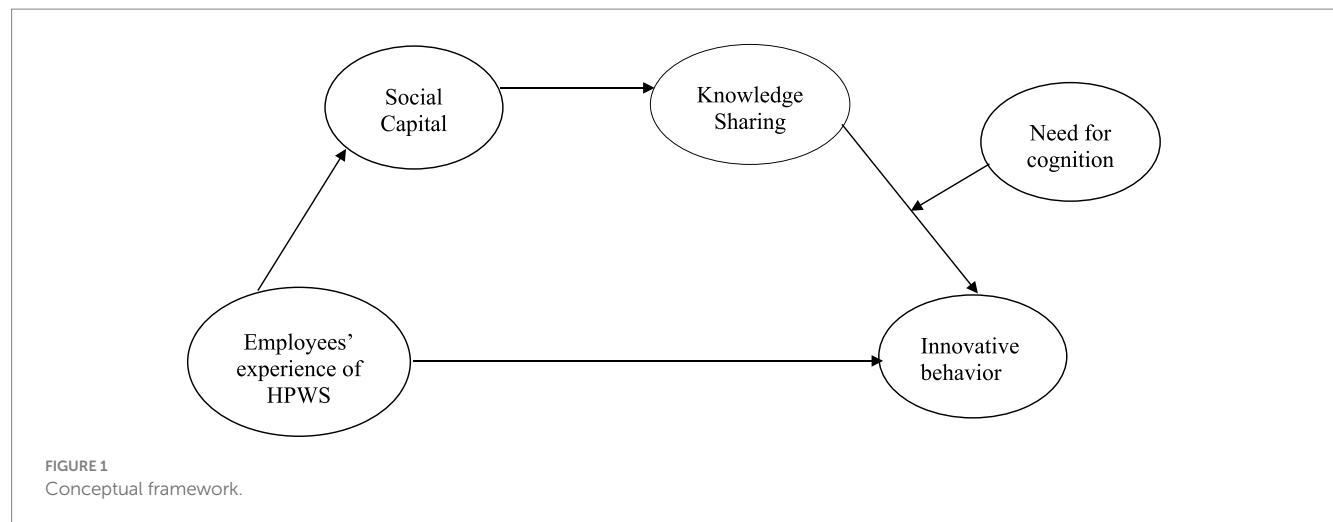 Social
Capital
Knowledge
Sharing
Need for
cognition
Employees’
experience of
HPWS
Innovative
behavior
FIGURE 1
Conceptual framework.